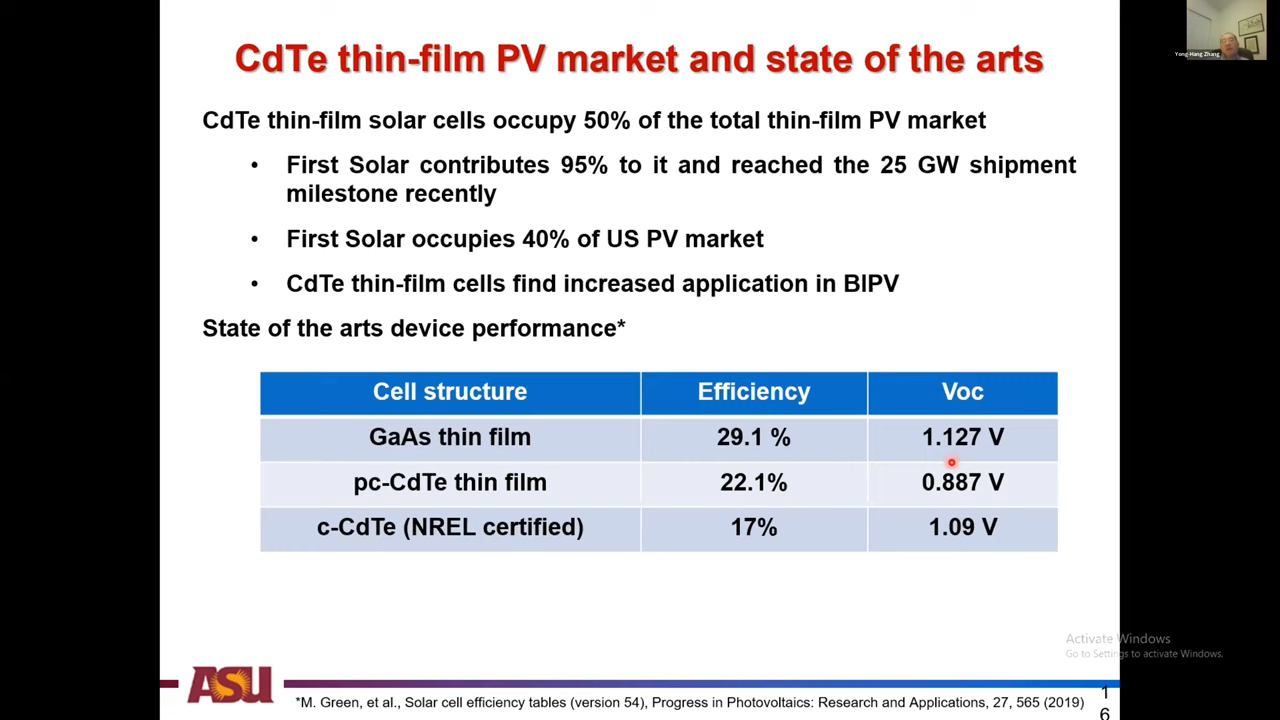 CdTe thin-film PV market and state of the arts
Yong-Hang Zhang
CdTe thin-film solar cells occupy 50% of the total thin-film PV market
• First Solar contributes 95% to it and reached the 25 GW shipment
milestone recently
• First Solar occupies 40% of US PV market
• CdTe thin-film cells find increased application in BIPV
State of the arts device performance*
Cell structure Efficiency Voc
GaAs thin film 29.1 % 1.127 V
pc-CdTe thin film 22.1% 0.887 V
c-CdTe (NREL certified) 17% 1.09 V
Activate Windows
Go to Settings to activate Windows.
ASU
*M. Green, et al., Solar cell efficiency tables (version 54), Progress in Photovoltaics: Research and Applications, 27, 565 (2019)
1
6